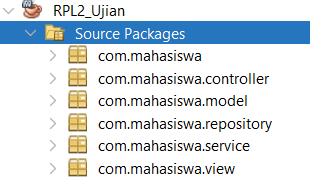 RPL2_Ujian
Source Packages
com.mahasiswa
com.mahasiswa.controller
com.mahasiswa.model
com.mahasiswa.repository
com.mahasiswa.service
com.mahasiswa.view